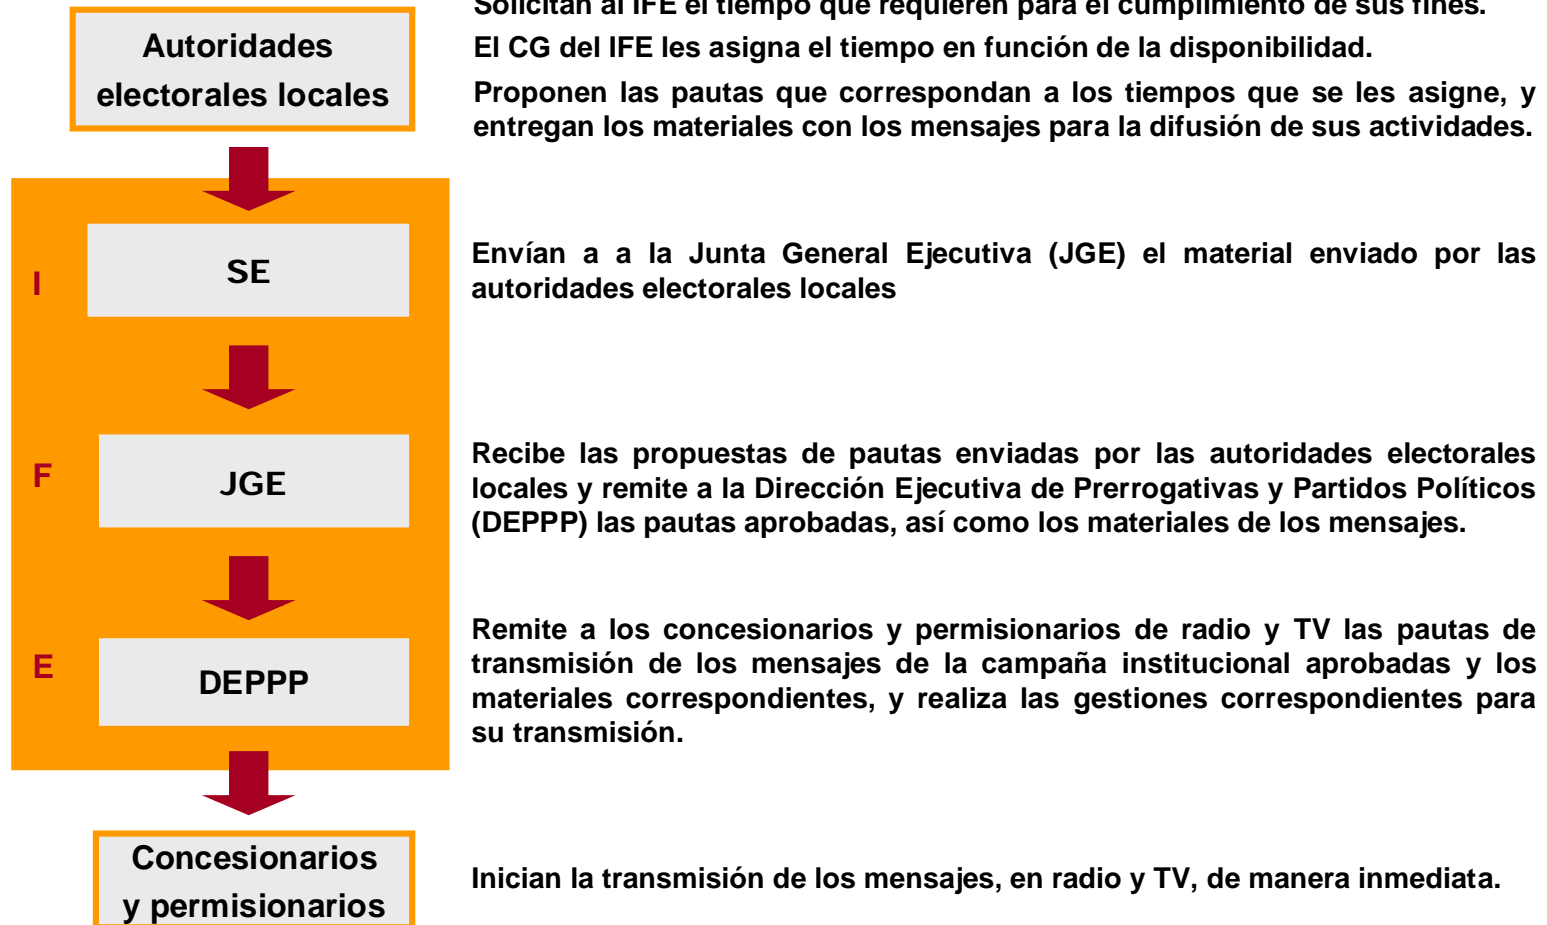 Solicitan al IFE el tiempo que requieren para el cumplimiento de sus fines.
Autoridades
electorales locales
El CG del IFE les asigna el tiempo en función de la disponibilidad.
Proponen las pautas que correspondan a los tiempos que se les asigne, y
entregan los materiales con los mensajes para la difusión de sus actividades.
I
SE
Envían a a la Junta General Ejecutiva (JGE) el material enviado por las
autoridades electorales locales
F
JGE
Recibe las propuestas de pautas enviadas por las autoridades electorales
locales y remite a la Dirección Ejecutiva de Prerrogativas y Partidos Políticos
(DEPPP) las pautas aprobadas, así como los materiales de los mensajes.
E
DEPPP
Remite a los concesionarios y permisionarios de radio y TV las pautas de
transmisión de los mensajes de la campaña institucional aprobadas y los
materiales correspondientes, y realiza las gestiones correspondientes para
su transmisión.
Concesionarios
y permisionarios
Inician la transmisión de los mensajes, en radio y TV, de manera inmediata.